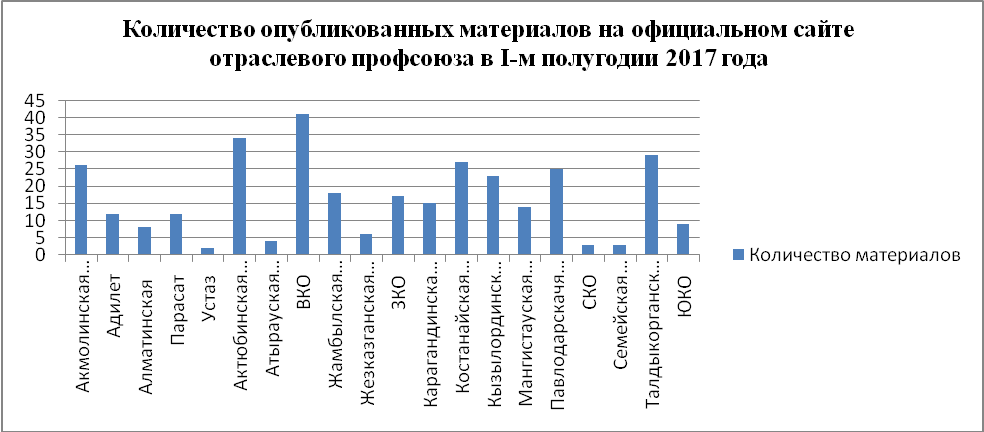 Количество опубликованных материалов на официальном сайте
отраслевого профсоюза в I-м полугодии 2017 года
45
40
35
30
25
20
15
10
5
0
Акмолинская...
Адилет
Алматинская
Парасат
Устаз
Актюбинская...
Атырауская...
ВКО
Жамбылская...
Жезказганская...
ЗКО
Карагандинска...
Костанайская...
Кызылординск...
Мангистауская...
Павлодарскачя...
СКО
Семейская...
Талдыкорганск...
ЮКО
Количество материалов